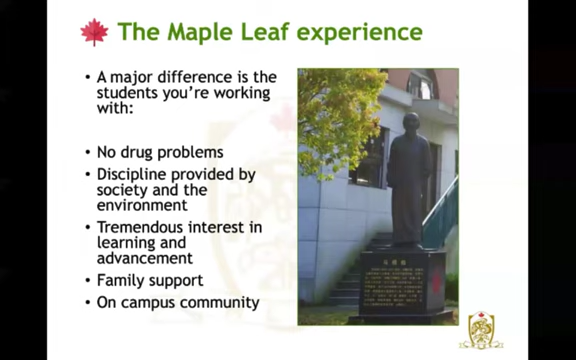 The Maple Leaf experience
• A major difference is the
students you're working
with:
• No drug problems
• Discipline provided by
society and the
environment
• Tremendous interest in
learning and
advancement
• Family support
• On campus community